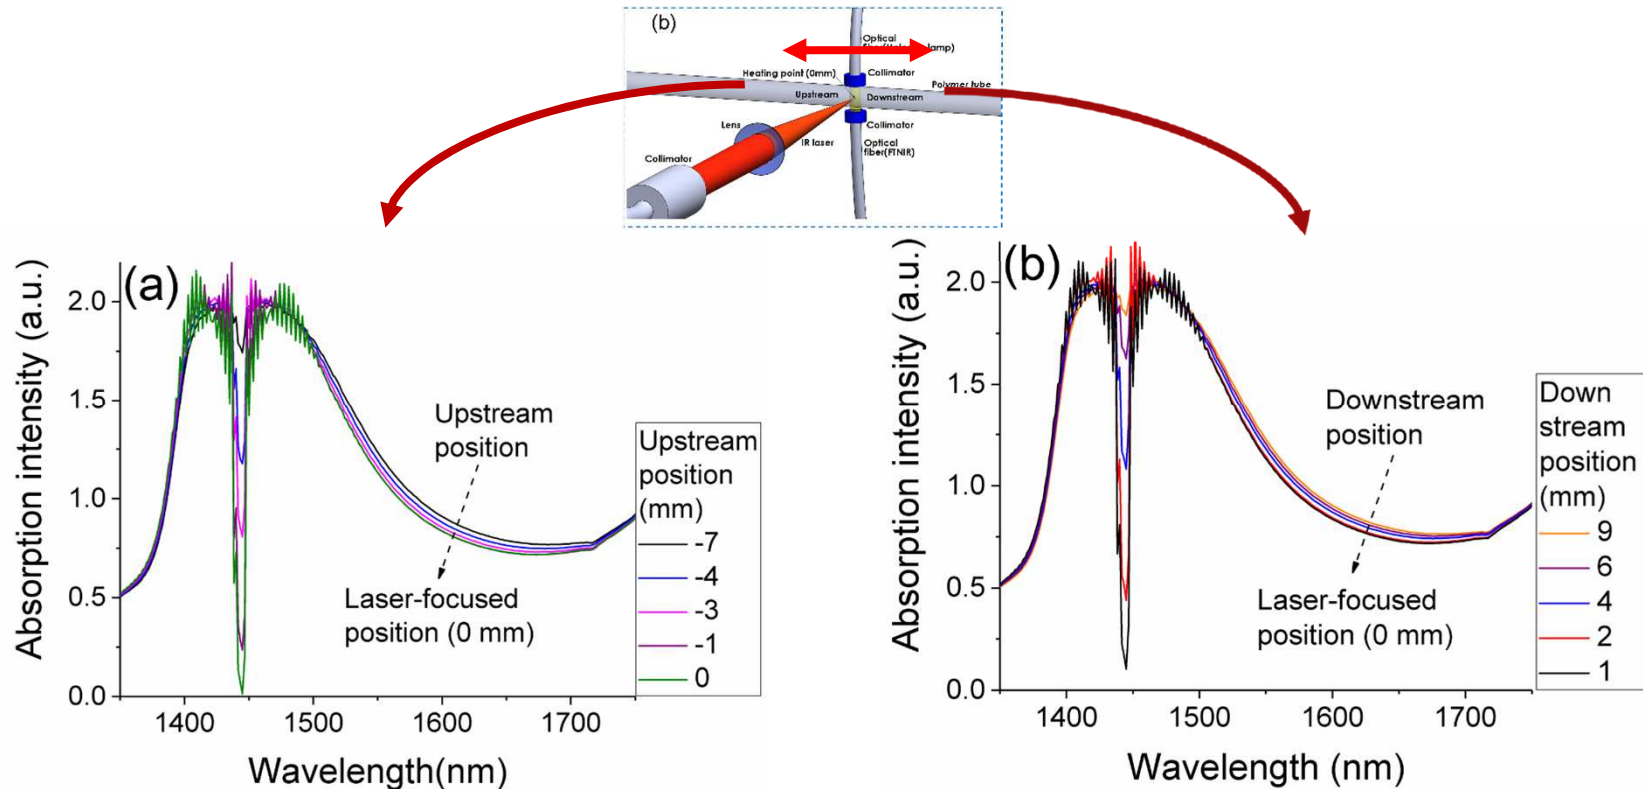 (b)
Optical
lamp)
Heating point (0mm)
Collimator
Polymer tube
Upstream
Downstream
Lens
Collimator
IR laser
Optical
fiber(FTNIR)
Collimator
(a)
Absorption intensity (a.u.)
2.0
1.5
1.0
0.5
0.0
1400
1500
1600
1700
Wavelength(nm)
Upstream
position
Laser-focused
position (0 mm)
Upstream
position
(mm)
-7
-4
-3
-1
0
(b)
Absorption intensity (a.u.)
2.0
1.5
1.0
0.5
0.0
1400
1500
1600
1700
Wavelength (nm)
Downstream
position
Laser-focused
position (0 mm)
Down
stream
position
(mm)
9
6
4
2
1